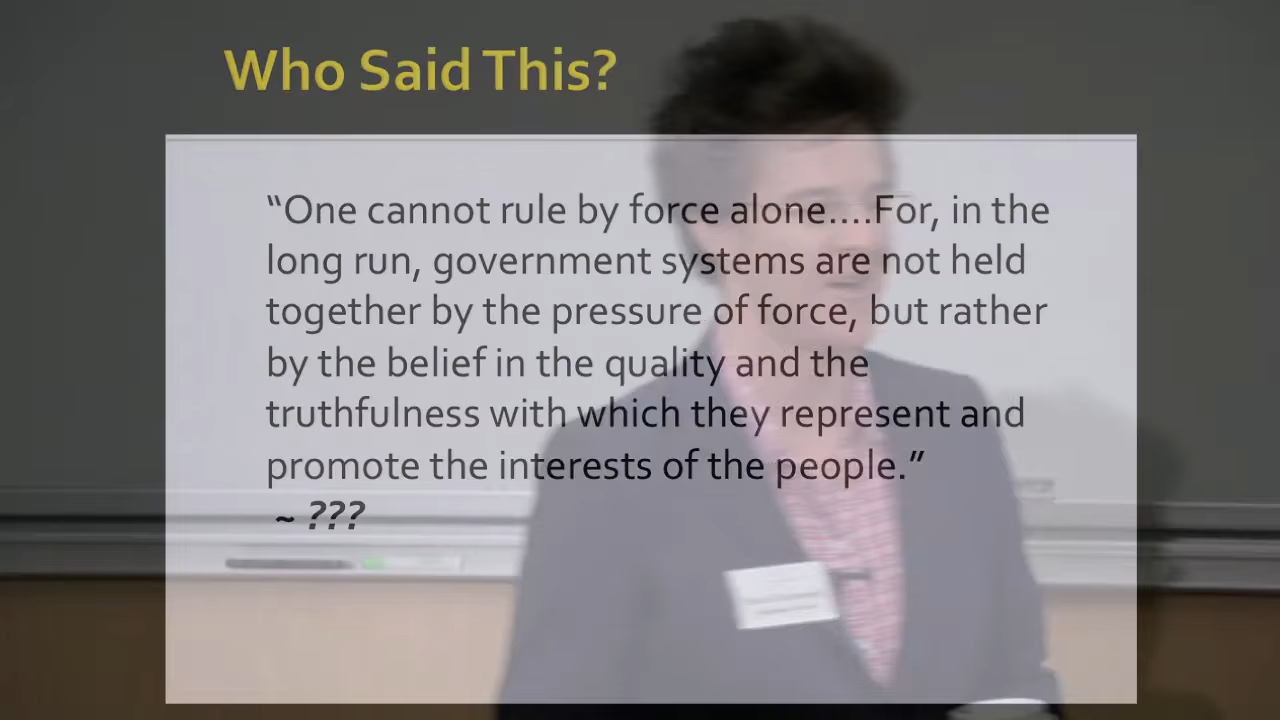 Who Said This?
“One cannot rule by force alone....For, in the
long run, government systems are not held
together by the pressure of force, but rather
by the belief in the quality and the
truthfulness with which they represent and
promote the interests of the people.”
~ ???